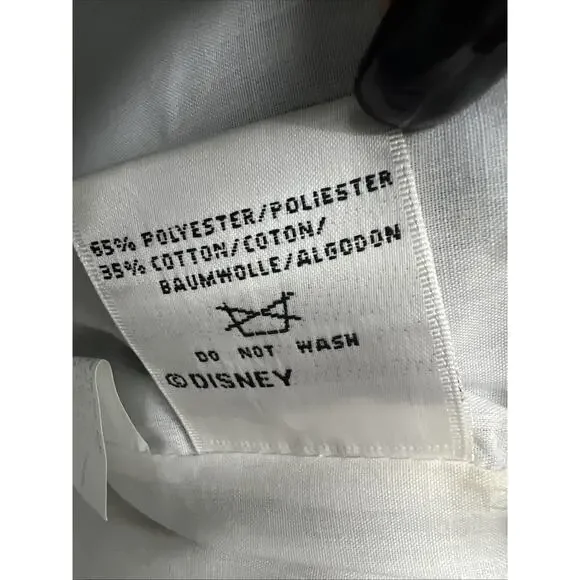 65% POLYESTER/POLIESTER
35% COTTON/COTON/
BAUMWOLLE/ALGODON
DO NOT WASH
©DISNEY